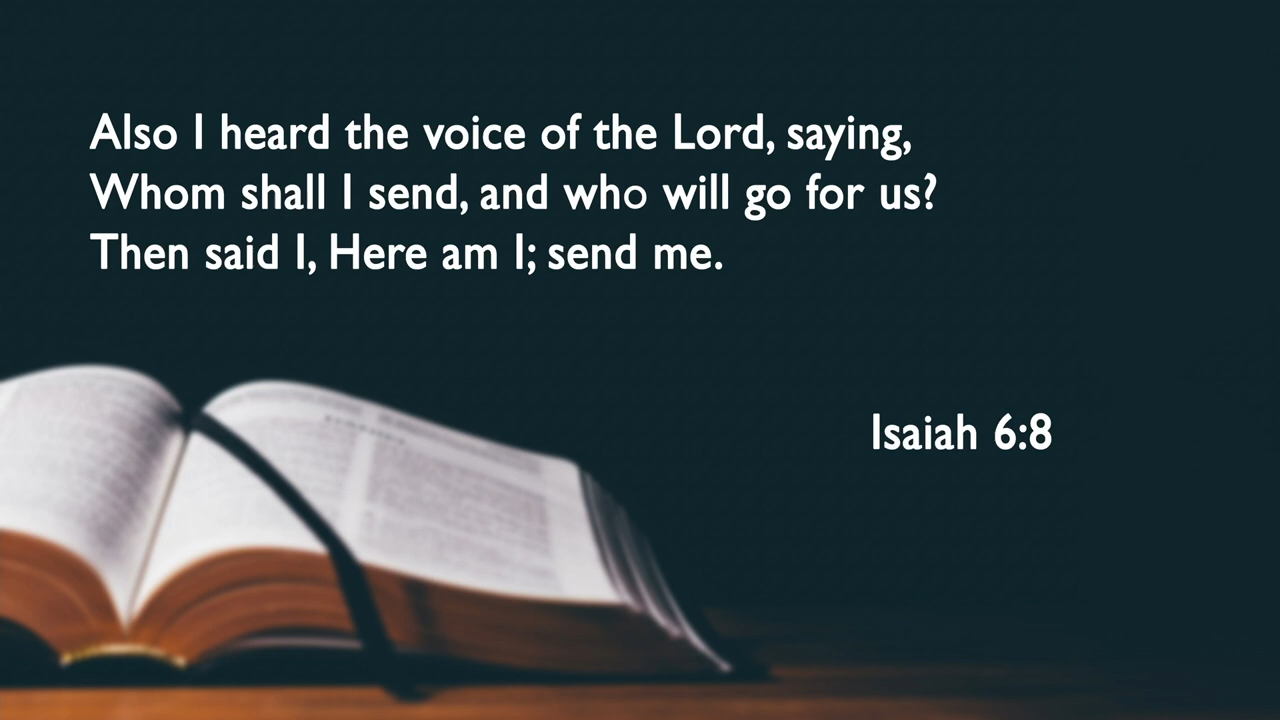 Also I heard the voice of the Lord, saying,
Whom shall I send, and who will go for us?
Then said I, Here am I; send me.
Isaiah 6:8